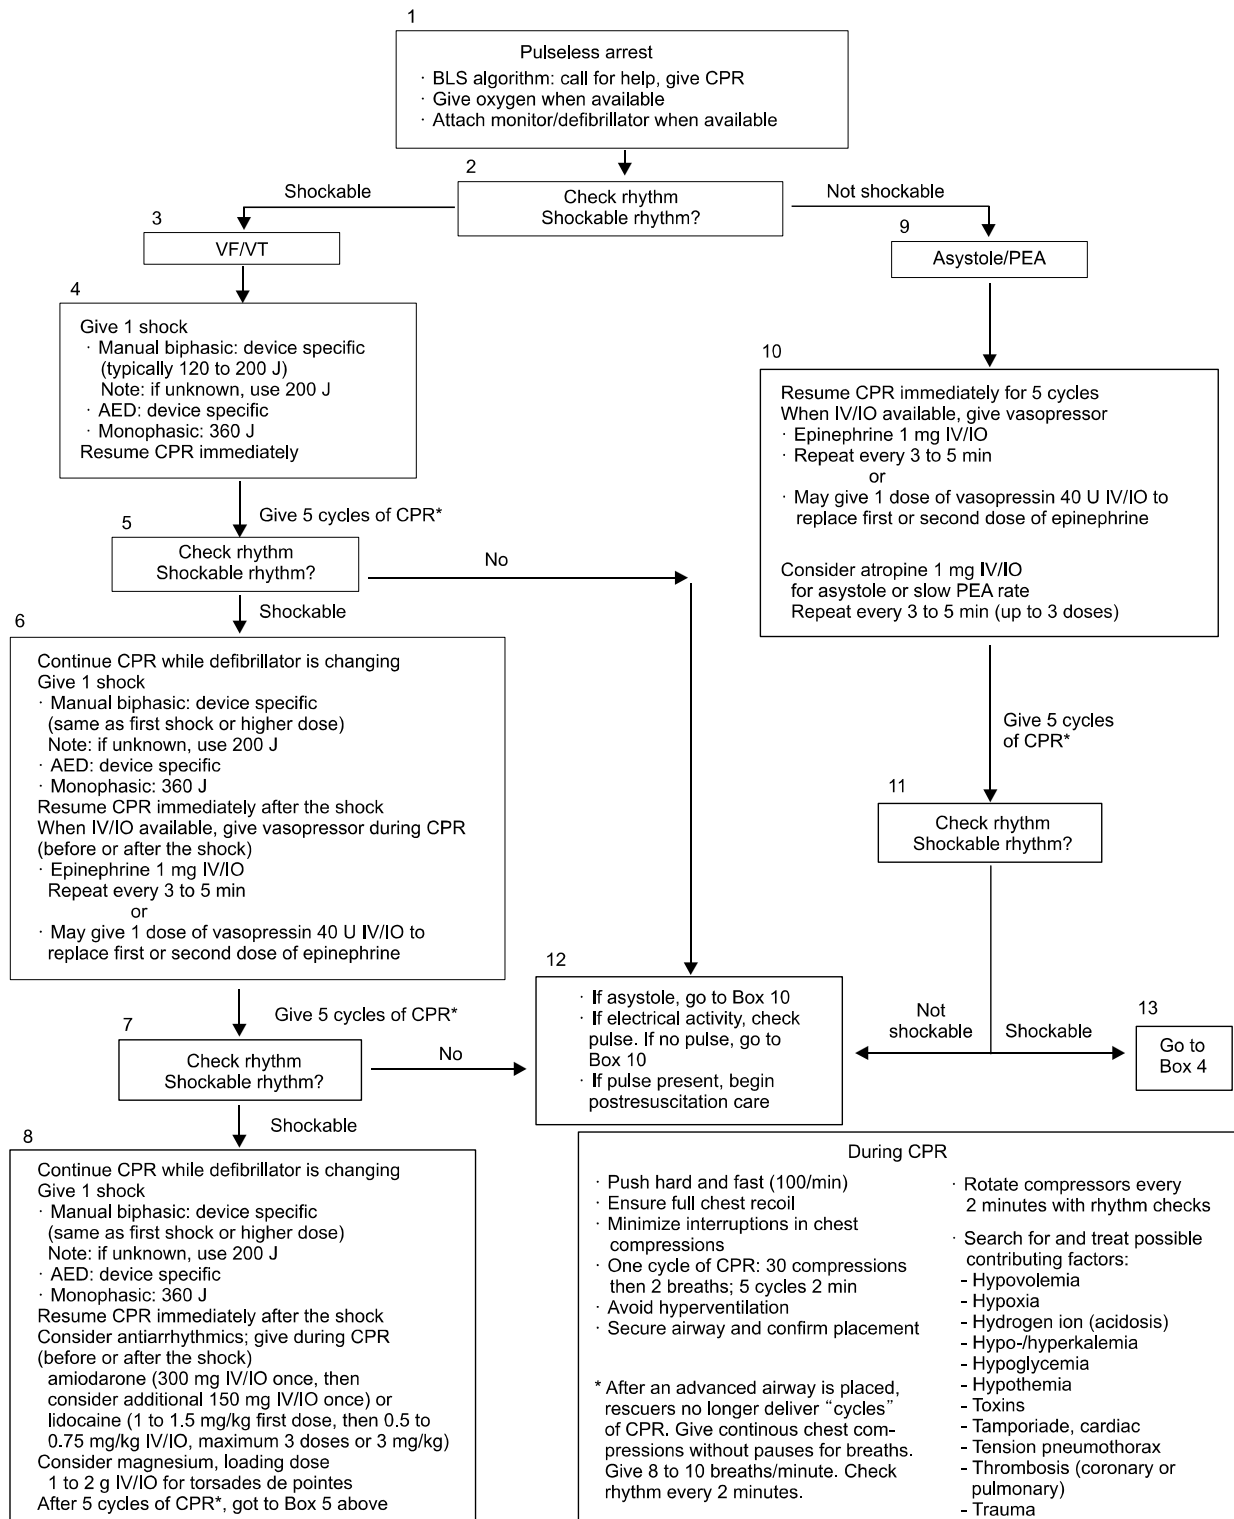 1
Pulseless arrest
· BLS algorithm: call for help, give CPR
· Give oxygen when available
· Attach monitor/defibrillator when available
2
Shockable
Check rhythm
Shockable rhythm?
Not shockable
3
VF/VT
9
Asystole/PEA
4
Give 1 shock
· Manual biphasic: device specific
(typically 120 to 200 J)
Note: if unknown, use 200 J
· AED: device specific
· Monophasic: 360 J
Resume CPR immediately
10
Resume CPR immediately for 5 cycles
When IV/IO available, give vasopressor
· Epinephrine 1 mg IV/IO
· Repeat every 3 to 5 min
or
· May give 1 dose of vasopressin 40 U IV/IO to
replace first or second dose of epinephrine
Consider atropine 1 mg IV/IO
for asystole or slow PEA rate
Repeat every 3 to 5 min (up to 3 doses)
Give 5 cycles of CPR*
5
Check rhythm
Shockable rhythm?
No
Shockable
6
Continue CPR while defibrillator is changing
Give 1 shock
· Manual biphasic: device specific
(same as first shock or higher dose)
Note: if unknown, use 200 J
· AED: device specific
· Monophasic: 360 J
Resume CPR immediately after the shock
When IV/IO available, give vasopressor during CPR
(before or after the shock)
· Epinephrine 1 mg IV/IO
Repeat every 3 to 5 min
or
· May give 1 dose of vasopressin 40 U IV/IO to
replace first or second dose of epinephrine
Give 5 cycles
of CPR*
11
Check rhythm
Shockable rhythm?
12
· If asystole, go to Box 10
· If electrical activity, check
pulse. If no pulse, go to
Box 10
· If pulse present, begin
postresuscitation care
Not
shockable
Shockable
13
Go to
Box 4
Give 5 cycles of CPR*
7
Check rhythm
Shockable rhythm?
No
Shockable
8
Continue CPR while defibrillator is changing
Give 1 shock
· Manual biphasic: device specific
(same as first shock or higher dose)
Note: if unknown, use 200 J
· AED: device specific
· Monophasic: 360 J
Resume CPR immediately after the shock
Consider antiarrhythmics; give during CPR
(before or after the shock)
amiodarone (300 mg IV/IO once, then
consider additional 150 mg IV/IO once) or
lidocaine (1 to 1.5 mg/kg first dose, then 0.5 to
0.75 mg/kg IV/IO, maximum 3 doses or 3 mg/kg)
Consider magnesium, loading dose
1 to 2 g IV/IO for torsades de pointes
After 5 cycles of CPR*, got to Box 5 above
During CPR
· Push hard and fast (100/min)
· Ensure full chest recoil
· Minimize interruptions in chest
compressions
· One cycle of CPR: 30 compressions
then 2 breaths; 5 cycles 2 min
· Avoid hyperventilation
· Secure airway and confirm placement
* After an advanced airway is placed,
rescuers no longer deliver “cycles”
of CPR. Give continous chest com-
pressions without pauses for breaths.
Give 8 to 10 breaths/minute. Check
rhythm every 2 minutes.
· Rotate compressors every
2 minutes with rhythm checks
· Search for and treat possible
contributing factors:
- Hypovolemia
- Hypoxia
- Hydrogen ion (acidosis)
- Hypo-/hyperkalemia
- Hypoglycemia
- Hypothemia
- Toxins
- Tamporiade, cardiac
- Tension pneumothorax
- Thrombosis (coronary or
pulmonary)
- Trauma